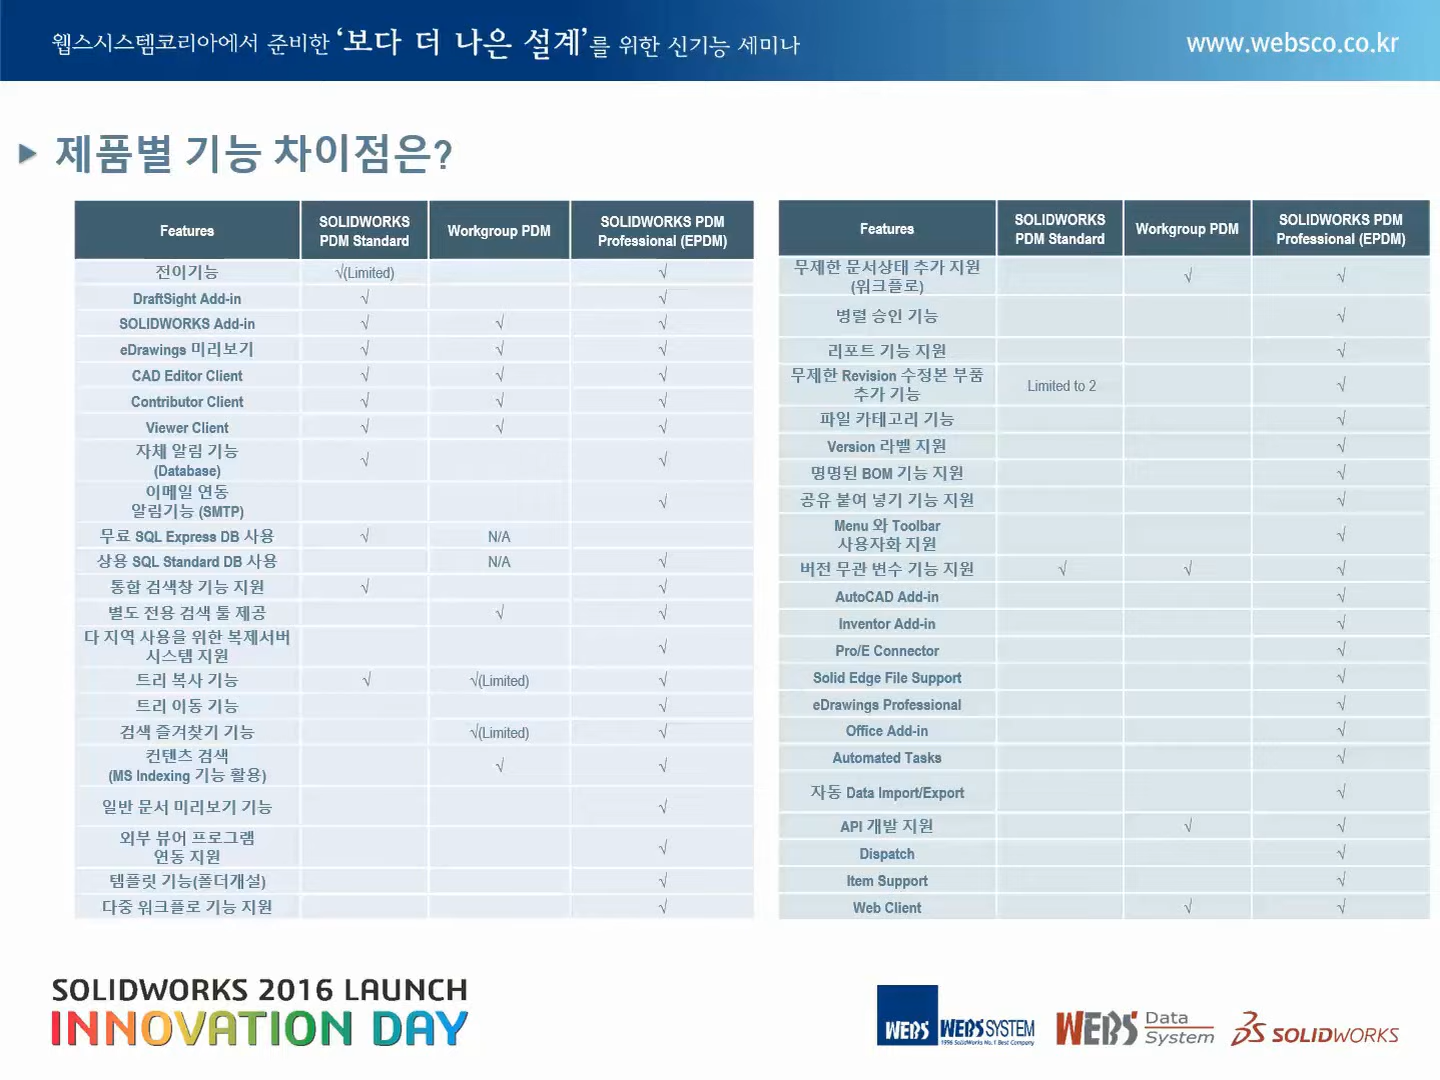 웹스시스템코리아에서 준비한 ‘보다 더 나은 설계’를 위한 신기능 세미나
www.websco.co.kr
▶ 제품별 기능 차이점은?
Features SOLIDWORKS PDM Standard Workgroup PDM SOLIDWORKS PDM Professional (EPDM)
전이기능 √(Limited) √
DraftSight Add-in √ √
SOLIDWORKS Add-in √ √ √
eDrawings 미리보기 √ √ √
CAD Editor Client √ √ √
Contributor Client √ √ √
Viewer Client √ √ √
자체 알림 기능 (Database) √ √
이메일 연동 알림기능 (SMTP) √
무료 SQL Express DB 사용 √ N/A
상용 SQL Standard DB 사용 N/A √
통합 검색창 기능 지원 √ √
별도 전용 검색 툴 제공 √ √
다 지역 사용을 위한 복제서버 시스템 지원 √
트리 복사 기능 √ √(Limited) √
트리 이동 기능 √
검색 즐겨찾기 기능 √(Limited) √
컨텐츠 검색 (MS Indexing 기능 활용) √ √
일반 문서 미리보기 기능 √
외부 뷰어 프로그램 연동 지원 √
템플릿 기능(폴더개설) √
다중 워크플로 기능 지원 √
Features SOLIDWORKS PDM Standard Workgroup PDM SOLIDWORKS PDM Professional (EPDM)
무제한 문서상태 추가 지원 (워크플로) √ √
병렬 승인 기능 √
리포트 기능 지원 √
무제한 Revision 수정본 부품 추가 기능 Limited to 2 √
파일 카테고리 기능 √
Version 라벨 지원 √
명명된 BOM 기능 지원 √
공유 붙여 넣기 기능 지원 √
Menu 와 Toolbar 사용자화 지원 √
버전 무관 변수 기능 지원 √ √ √
AutoCAD Add-in √
Inventor Add-in √
Pro/E Connector √
Solid Edge File Support √
eDrawings Professional √
Office Add-in √
Automated Tasks √
자동 Data Import/Export √
API 개발 지원 √ √
Dispatch √
Item Support √
Web Client √ √
SOLIDWORKS 2016 LAUNCH
INNOVATION DAY
WEBS WEBSSYSTEM
1996 SolidWorks No.1 Best Company
WEBS Data System
SOLIDWORKS